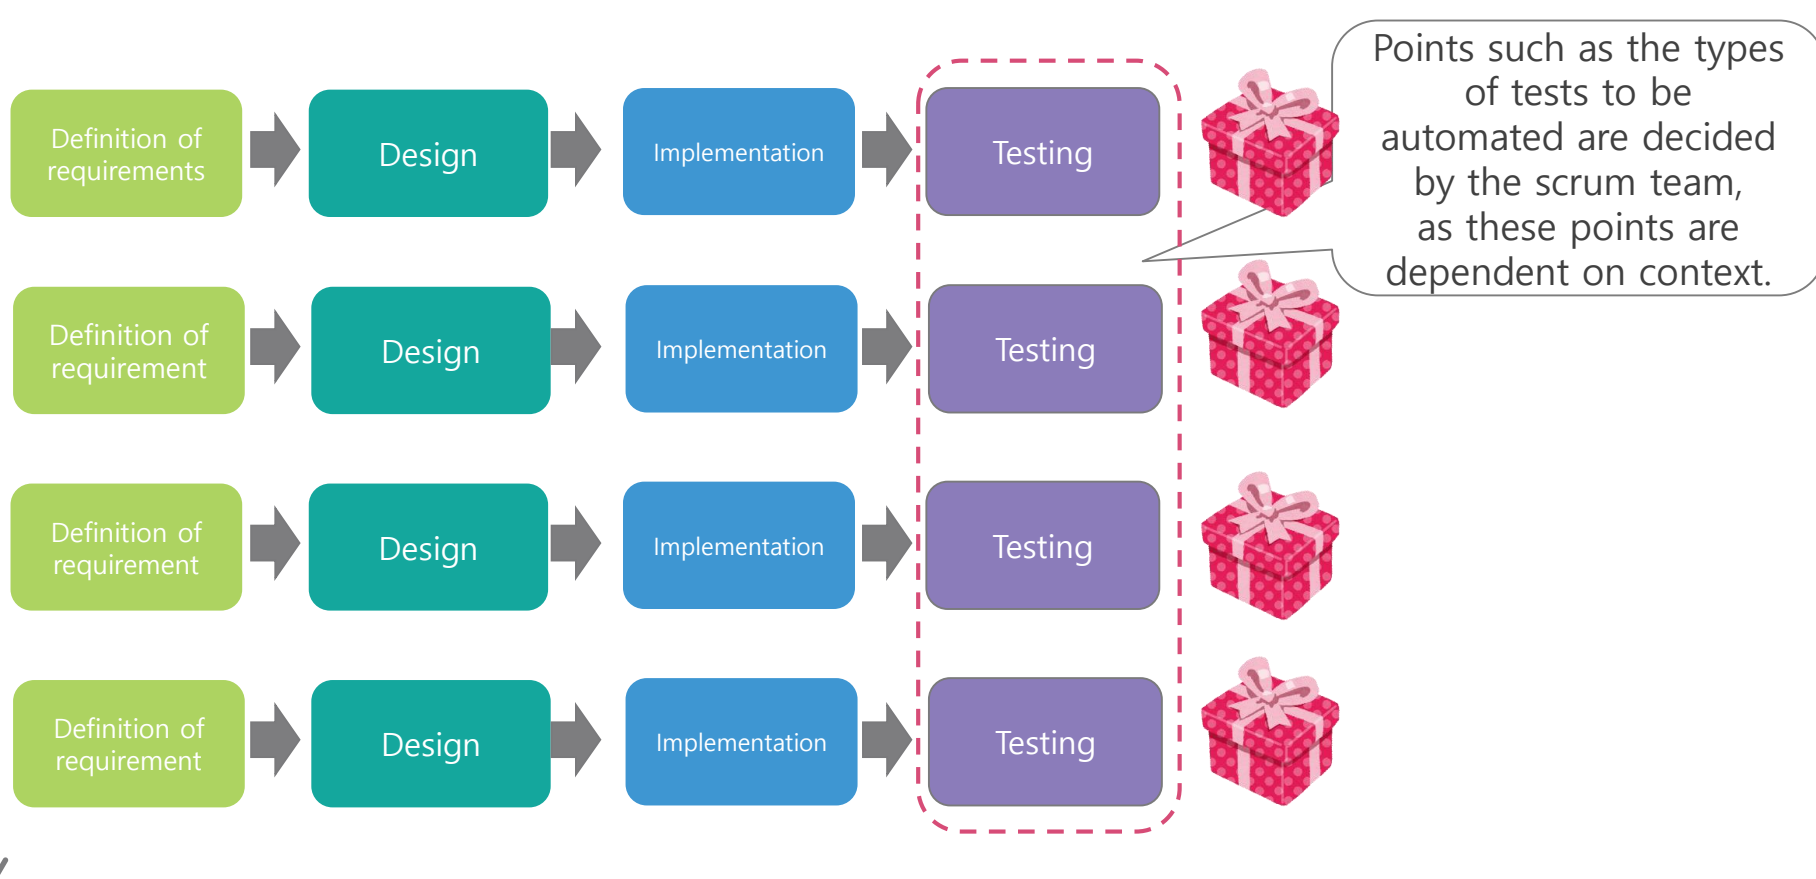 Definition of
requirements
Design
Implementation
Testing
Points such as the types
of tests to be
automated are decided
by the scrum team,
as these points are
dependent on context.
Definition of
requirement
Design
Implementation
Testing
Definition of
requirement
Design
Implementation
Testing
Definition of
requirement
Design
Implementation
Testing